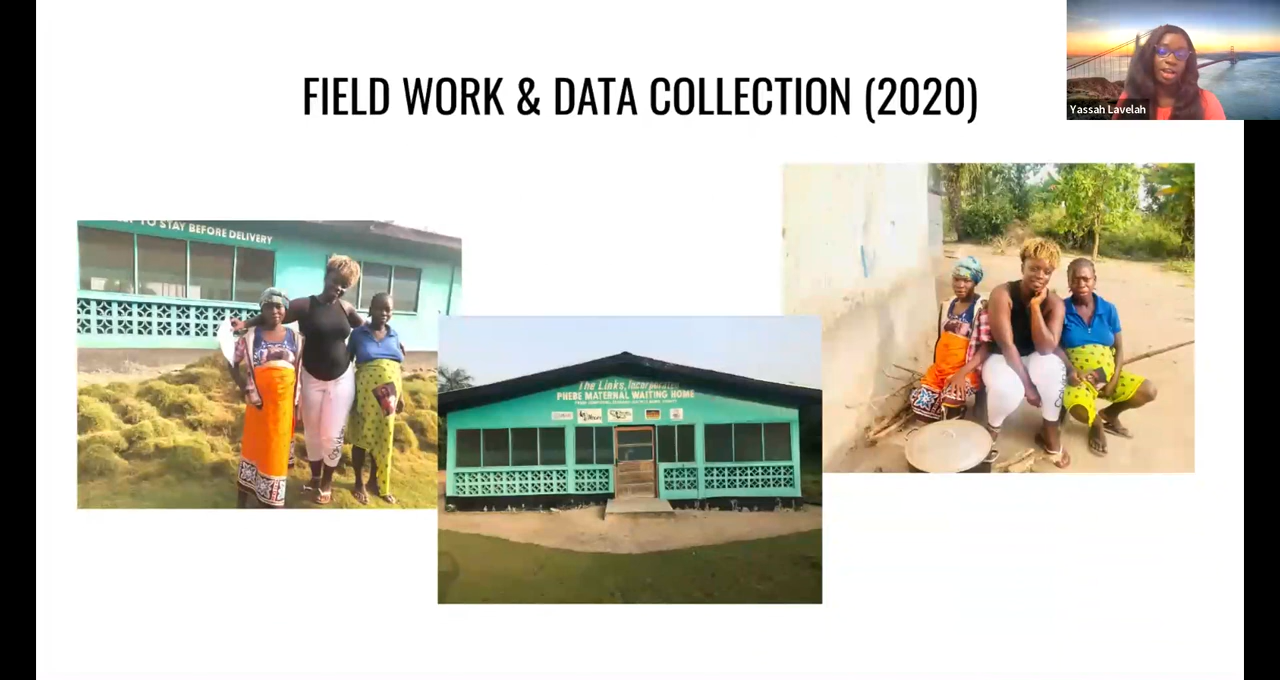 FIELD WORK & DATA COLLECTION (2020)
Yassah Lavelah
TO STAY BEFORE DELIVERY
The Links, Incorporated
PHEBE MATERNAL WAITING HOME